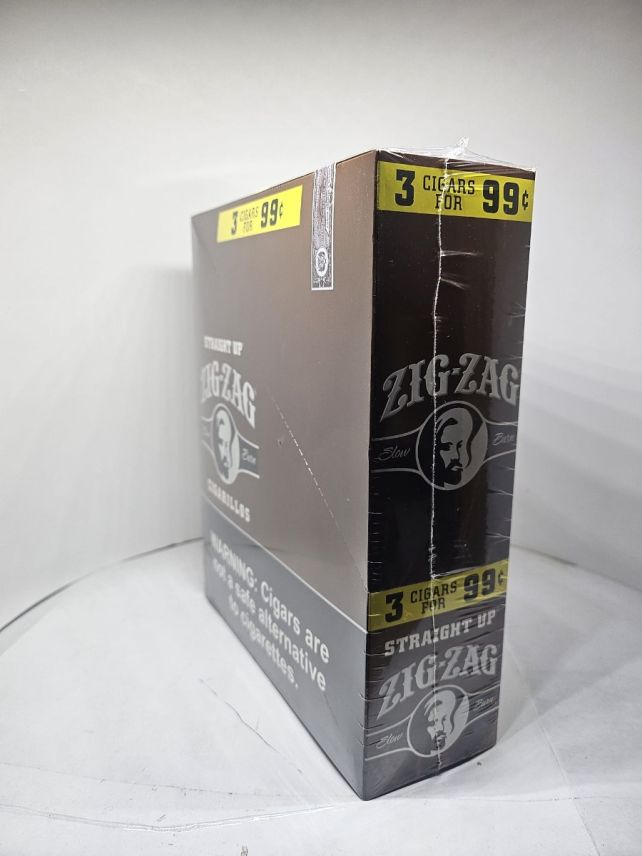 3 CIGARS FOR 99¢
STRAIGHT UP
ZIG-ZAG
Burn
CIGARILLOS
WARNING: Cigars are
not a safe alternative
to cigarettes.
3 CIGARS FOR 99¢
ZIG-ZAG
Slow Burn
3 CIGARS FOR 99¢
STRAIGHT UP
ZIG-ZAG
Slow Burn